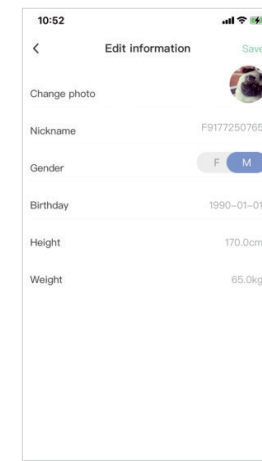 10:52
Edit information Save
Change photo
Nickname F9177250765
Gender F M
Birthday 1990-01-01
Height 170.0cm
Weight 65.0kg